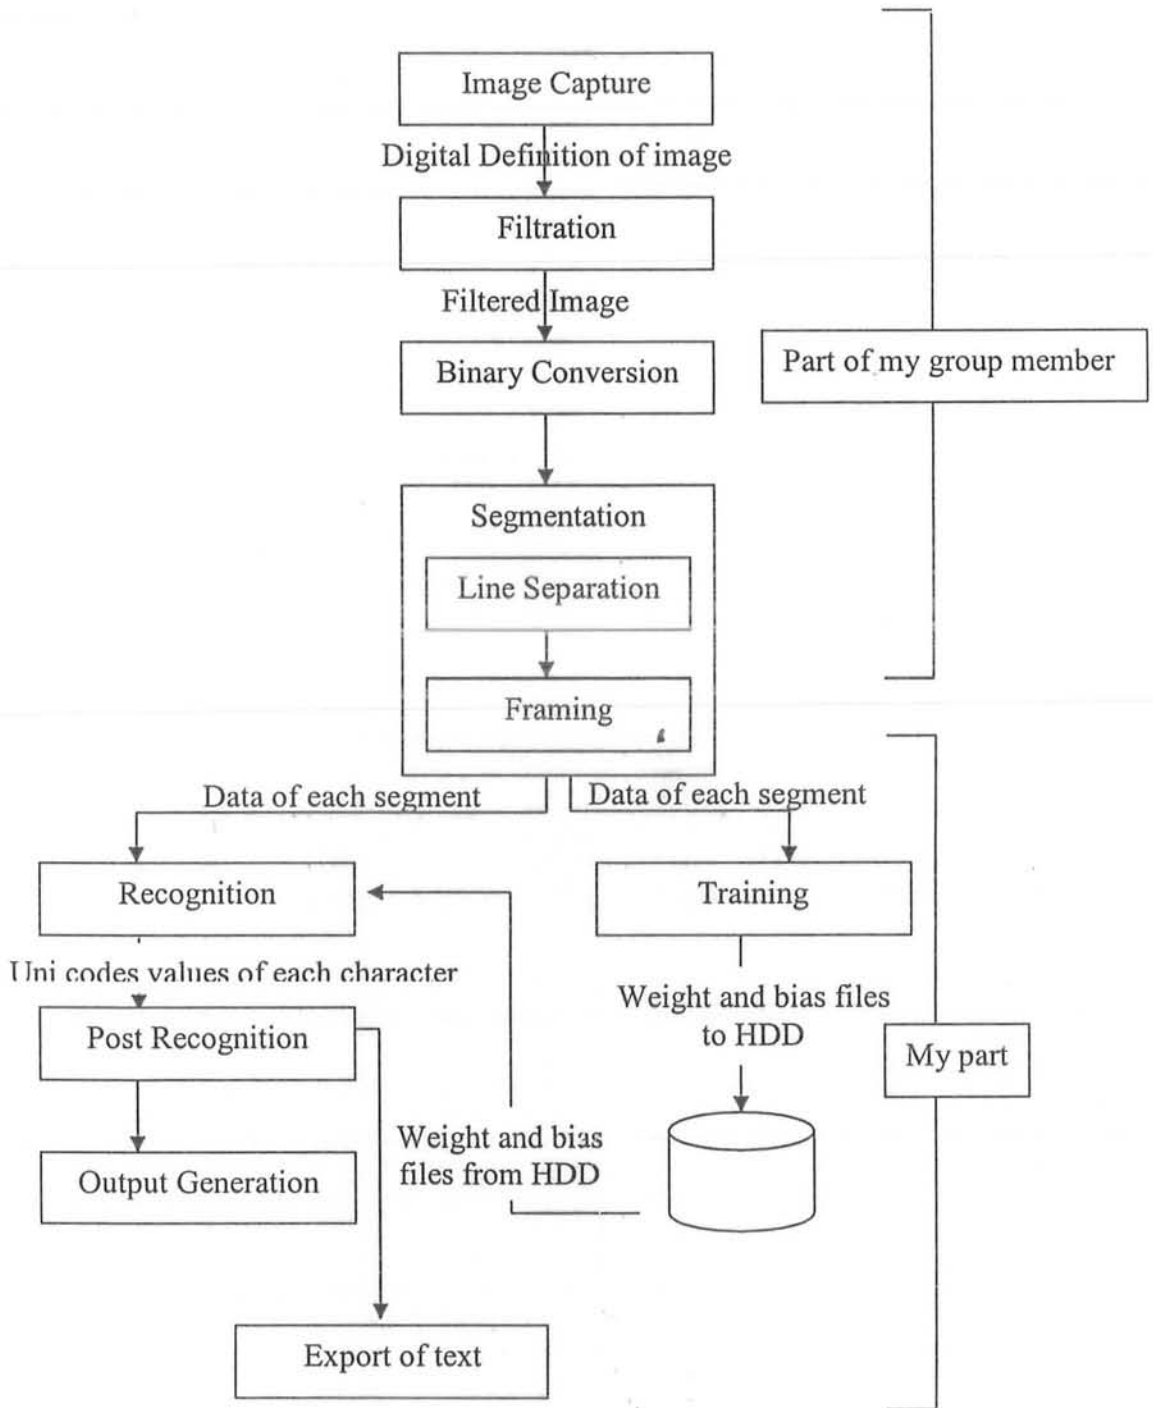 Image Capture
Digital Definition of image
Filtration
Filtered Image
Binary Conversion
Part of my group member
Segmentation
Line Separation
Framing
Data of each segment
Data of each segment
Recognition
Training
Uni codes values of each character
Weight and bias files
to HDD
Post Recognition
My part
Weight and bias
files from HDD
Output Generation
Export of text